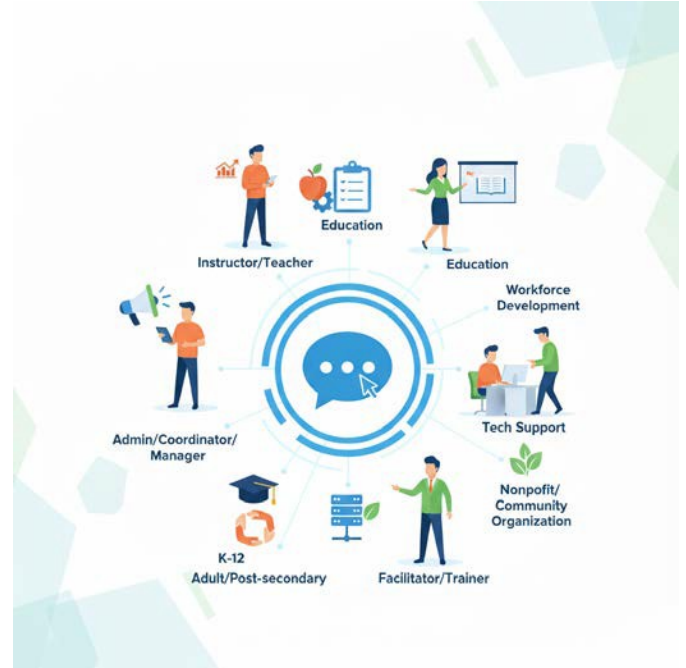 Education
Instructor/Teacher
Education
Workforce
Development
Tech Support
Admin/Coordinator/
Manager
Nonprofit/
Community
Organization
K-12
Adult/Post-secondary
Facilitator/Trainer